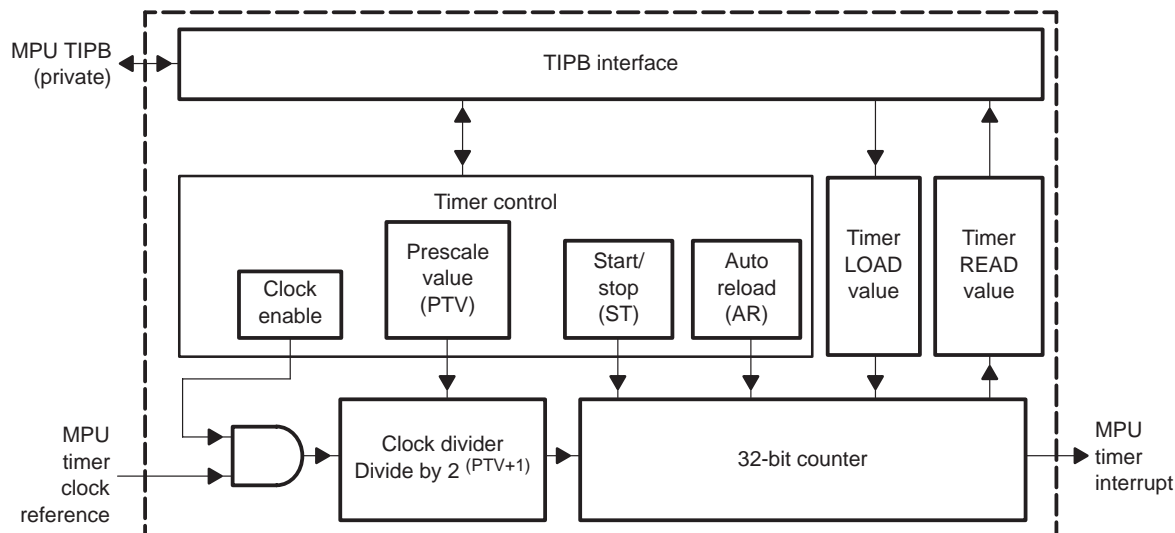 MPU TIPB
(private)
TIPB interface
Timer control
Clock
enable
Prescale
value
(PTV)
Start/
stop
(ST)
Auto
reload
(AR)
Timer
LOAD
value
Timer
READ
value
MPU
timer
clock
reference
Clock divider
Divide by 2 (PTV+1)
32-bit counter
MPU
timer
interrupt